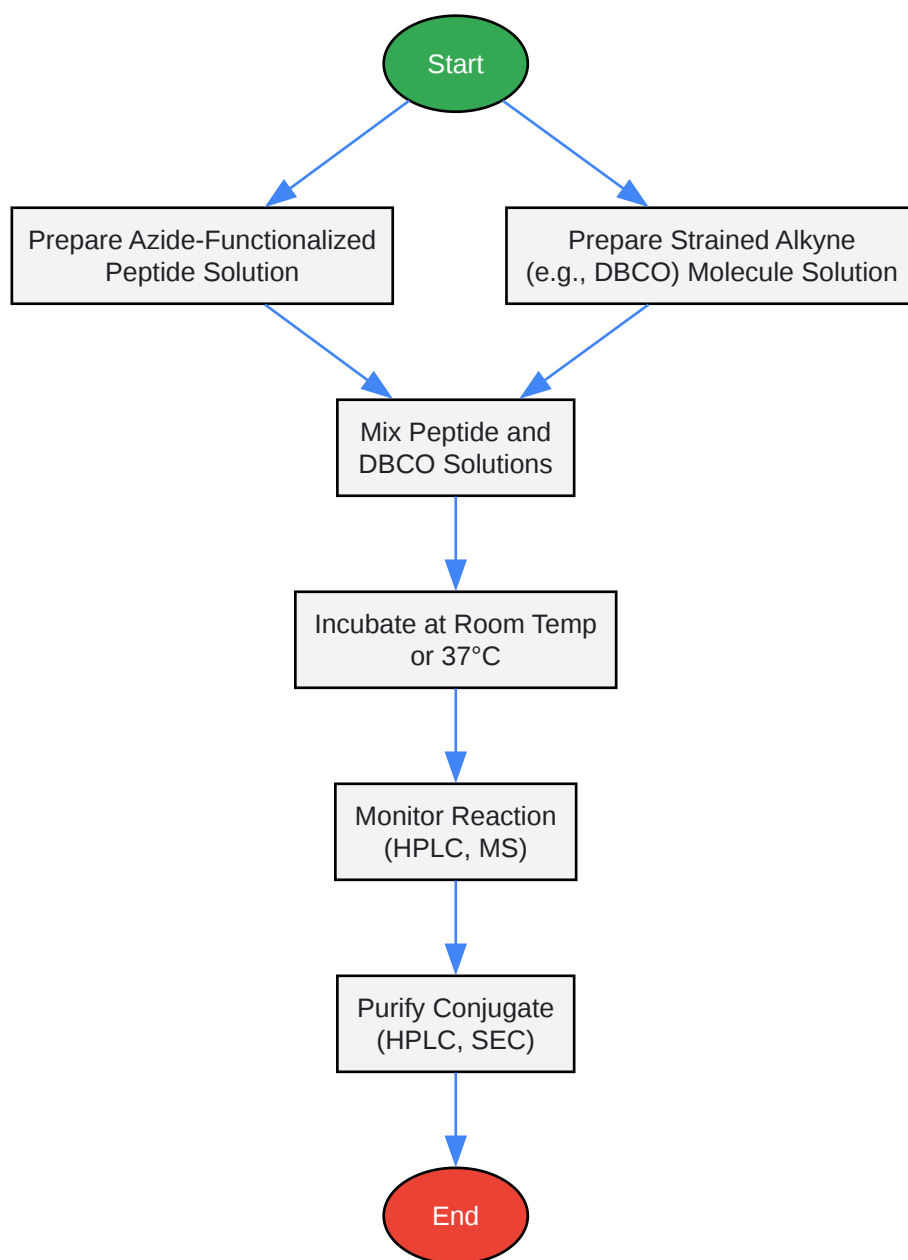 Start
Prepare Azide-Functionalized
Peptide Solution
Prepare Strained Alkyne
(e.g., DBCO) Molecule Solution
Mix Peptide and
DBCO Solutions
Incubate at Room Temp
or 37°C
Monitor Reaction
(HPLC, MS)
Purify Conjugate
(HPLC, SEC)
End